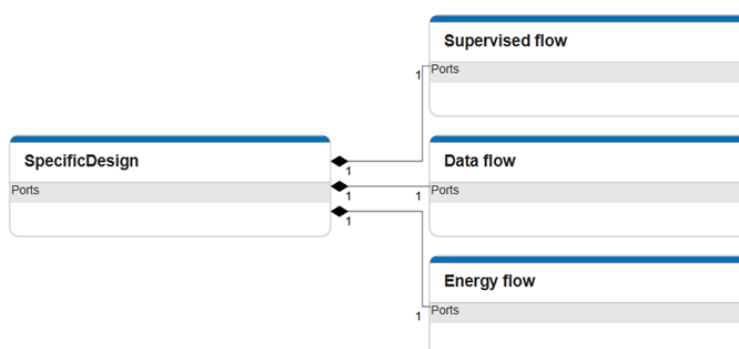 Supervised flow
1
Ports
SpecificDesign
1
Ports
1
1
Data flow
1
Ports
Energy flow
1
Ports